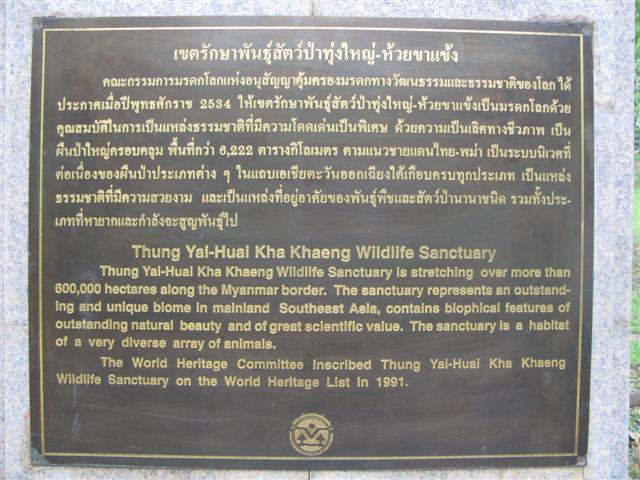 เขตรักษาพันธุ์สัตว์ป่าทุ่งใหญ่-ห้วยขาแข้ง
คณะกรรมการมรดกโลกแห่งอนุสัญญาคุ้มครองมรดกทางวัฒนธรรมและธรรมชาติของโลก ได้
ประกาศเมื่อปีพุทธศักราช 2534 ให้เขตรักษาพันธุ์สัตว์ป่าทุ่งใหญ่-ห้วยขาแข้งเป็นมรดกโลกด้วย
คุณสมบัติในการเป็นแหล่งธรรมชาติที่มีความโดดเด่นเป็นพิเศษ ด้วยความเป็นเลิศทางชีวภาพ เป็น
ผืนป่าใหญ่ครอบคลุม พื้นที่กว่า 6,222 ตารางกิโลเมตร ตามแนวชายแดนไทย-พม่า เป็นระบบนิเวศที่
ต่อเนื่องของผืนป่าประเภทต่าง ๆ ในแถบเอเชียตะวันออกเฉียงใต้เกือบครบทุกประเภท เป็นแหล่ง
ธรรมชาติที่มีความสวยงาม และเป็นแหล่งที่อยู่อาศัยของพันธุ์พืชและสัตว์ป่านานาชนิด รวมทั้งประ-
เภทที่หายากและกำลังจะสูญพันธุ์ไป
Thung Yai-Huai Kha Khaeng Wildlife Sanctuary
Thung Yai-Huai Kha Khaeng Wildlife Sanctuary is stretching over more than
600,000 hectares along the Myanmar border. The sanctuary represents an outstand-
ing and unique biome in mainland Southeast Asia, contains biophical features of
outstanding natural beauty and of great scientific value. The sanctuary is a habitat
of a very diverse array of animals.
The World Heritage Committee inscribed Thung Yai-Huai Kha Khaeng
Wildlife Sanctuary on the World Heritage List in 1991.